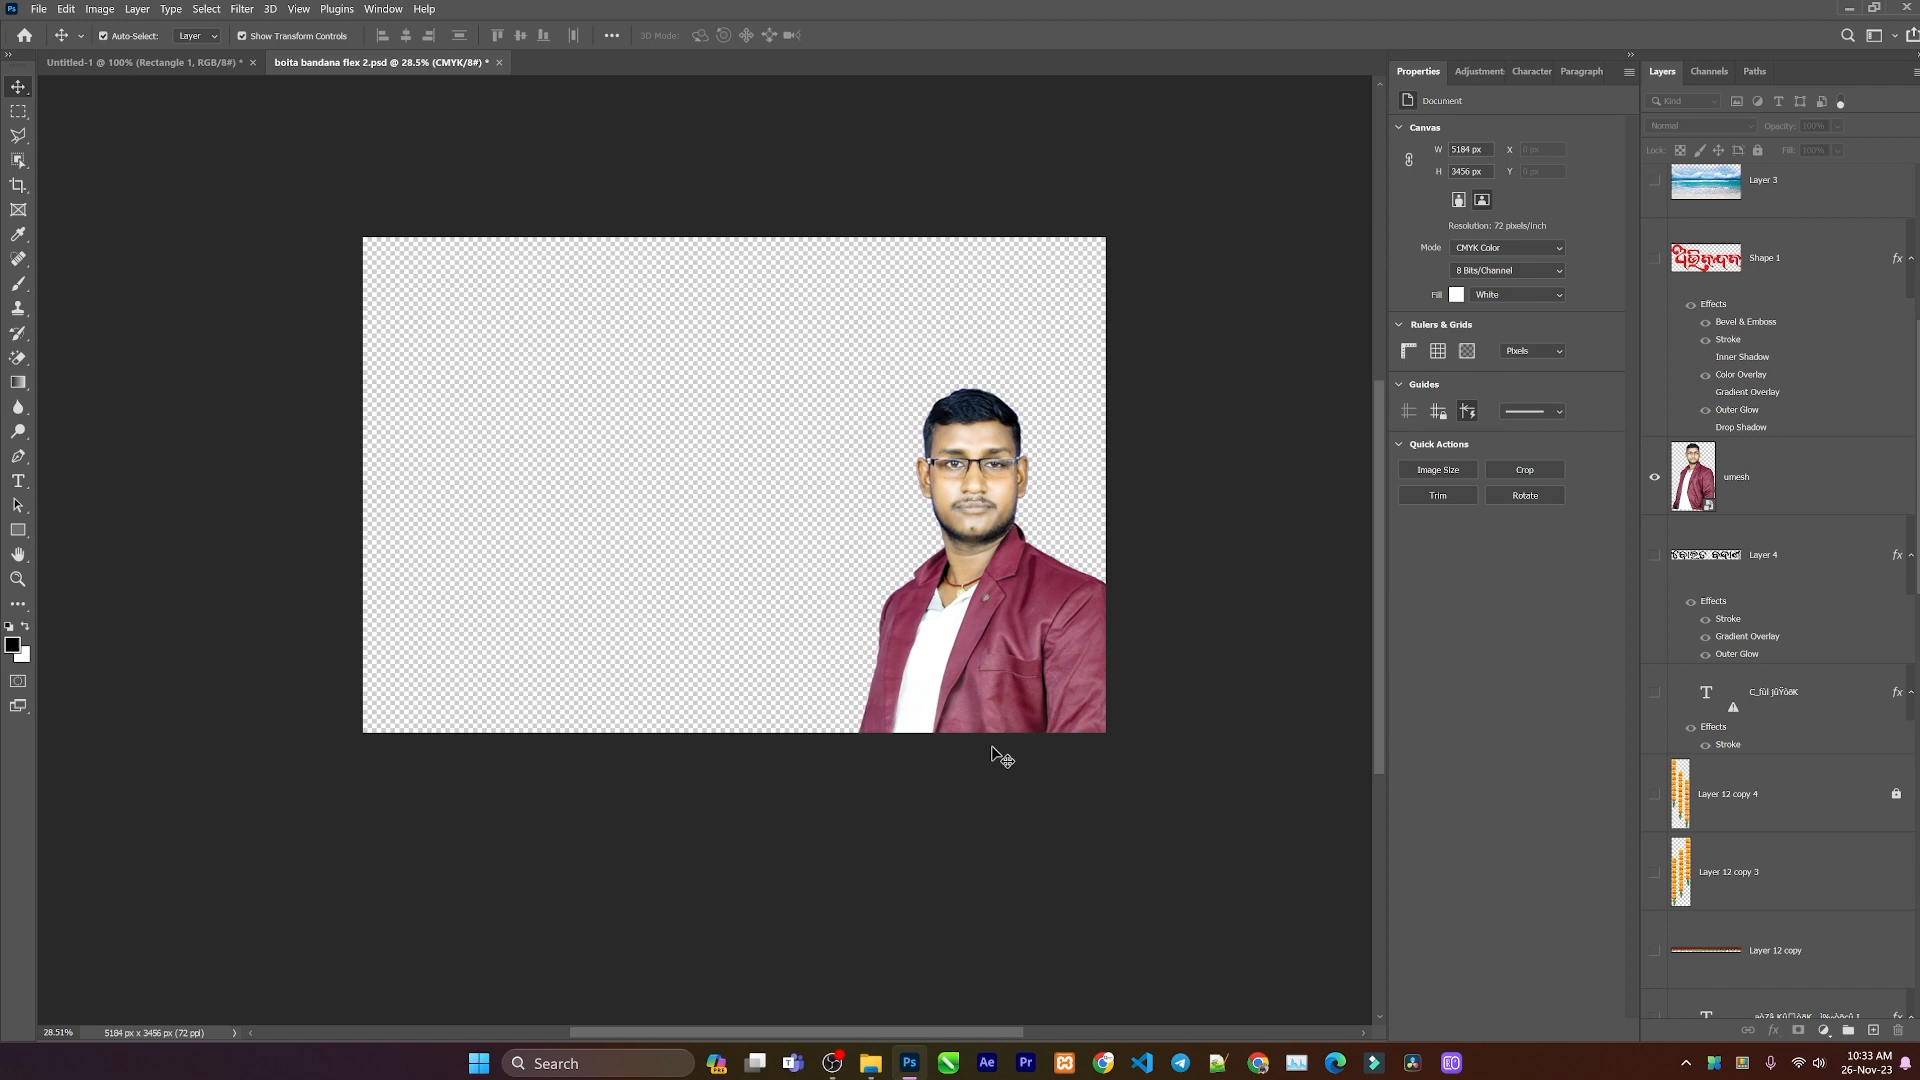 File Edit Image Layer Type Select Filter 3D View Plugins Window Help
Auto-Select: Layer Show Transform Controls 3D Mode:
Untitled-1 @ 100% (Rectangle 1, RGB/8#) * boita bandana flex 2.psd @ 28.5% (CMYK/8#) *
Properties Adjustment Character Paragraph
Document
Canvas
W 5184 px X 0 px
H 3456 px Y 0 px
Resolution: 72 pixels/inch
Mode CMYK Color
8 Bits/Channel
Fill White
Rulers & Grids
Pixels
Guides
Quick Actions
Image Size Crop
Trim Rotate
Layers Channels Paths
Kind
Normal Opacity: 100%
Lock: Fill: 100%
Layer 3
Shape 1 fx
Effects
Bevel & Emboss
Stroke
Inner Shadow
Color Overlay
Gradient Overlay
Outer Glow
Drop Shadow
umesh
Layer 4 fx
Effects
Stroke
Gradient Overlay
Outer Glow
fx
Effects
Stroke
Layer 12 copy 4
Layer 12 copy 3
Layer 12 copy
28.51% 5184 px x 3456 px (72 ppi)
Search
10:33 AM
26-Nov-23